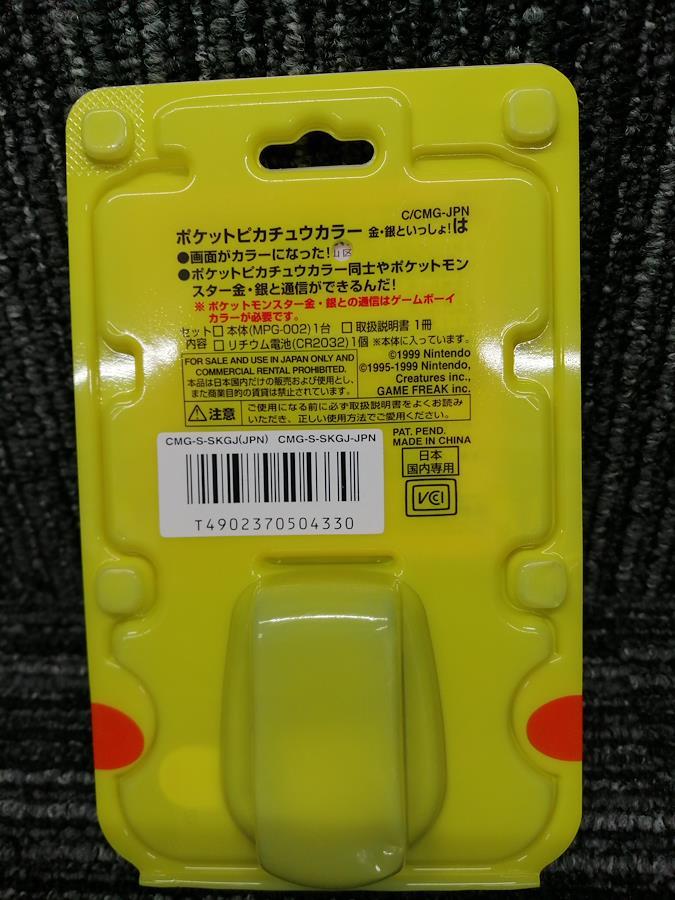 C/CMG-JPN
ポケットピカチュウカラー 金・銀といっしょ!は
●画面がカラーになった!
●ポケットピカチュウカラー同士やポケットモン
スター金・銀と通信ができるんだ!
※ポケットモンスター金・銀との通信はゲームボーイ
カラーが必要です。
セット内容 □本体(MPG-002)1台 □取扱説明書 1冊
□リチウム電池(CR2032)1個 ※本体に入っています。
FOR SALE AND USE IN JAPAN ONLY AND
COMMERCIAL RENTAL PROHIBITED.
本品は日本国内だけの販売および使用とし、
また商業目的の賃貸は禁止されています。
©1999 Nintendo
©1995-1999 Nintendo,
Creatures inc.,
GAME FREAK inc.
⚠注意
ご使用になる前に必ず取扱説明書をよくお読み
いただき、正しい使用方法でご愛用ください。
PAT. PEND.
MADE IN CHINA
日本
国内専用
VCI
CMG-S-SKGJ(JPN) CMG-S-SKGJ-JPN
T4902370504330